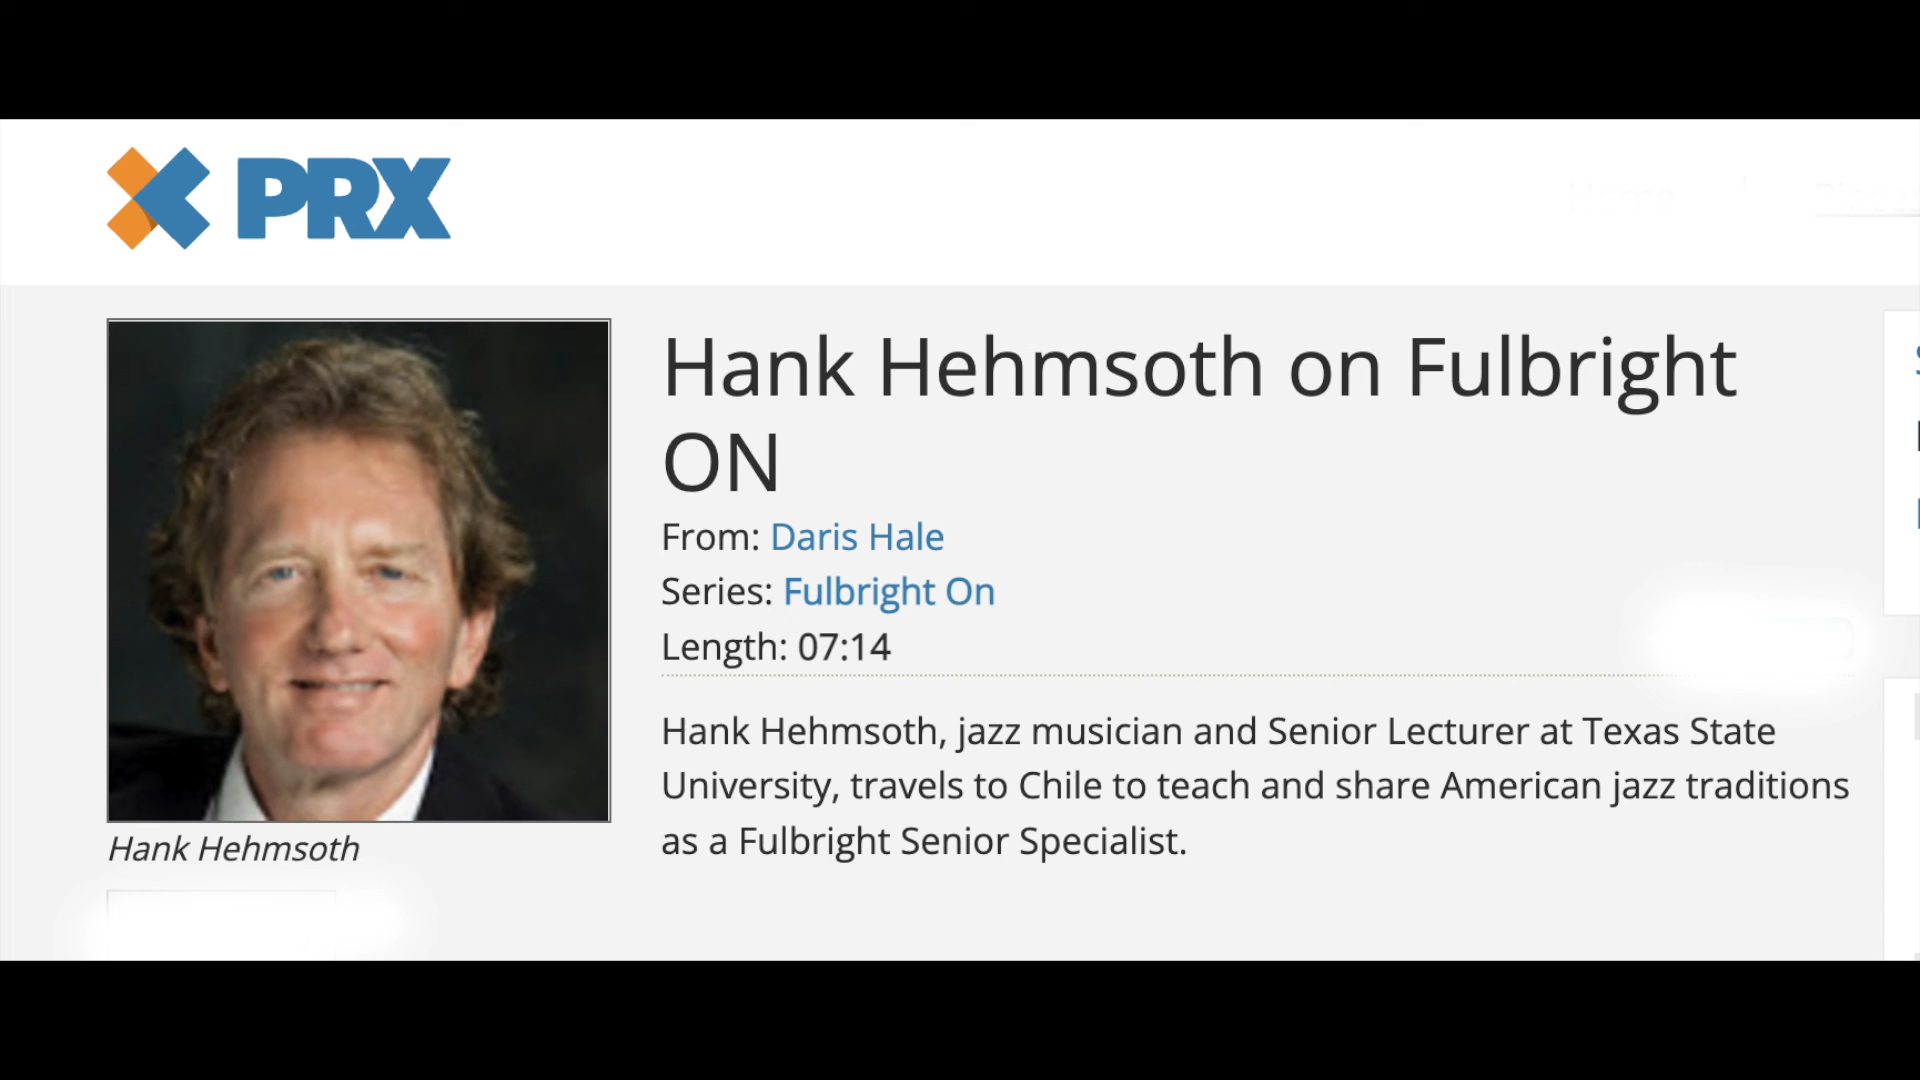 PRX
Hank Hehmsoth on Fulbright
ON
From: Daris Hale
Series: Fulbright On
Length: 07:14
Hank Hehmsoth, jazz musician and Senior Lecturer at Texas State
University, travels to Chile to teach and share American jazz traditions
as a Fulbright Senior Specialist.
Hank Hehmsoth